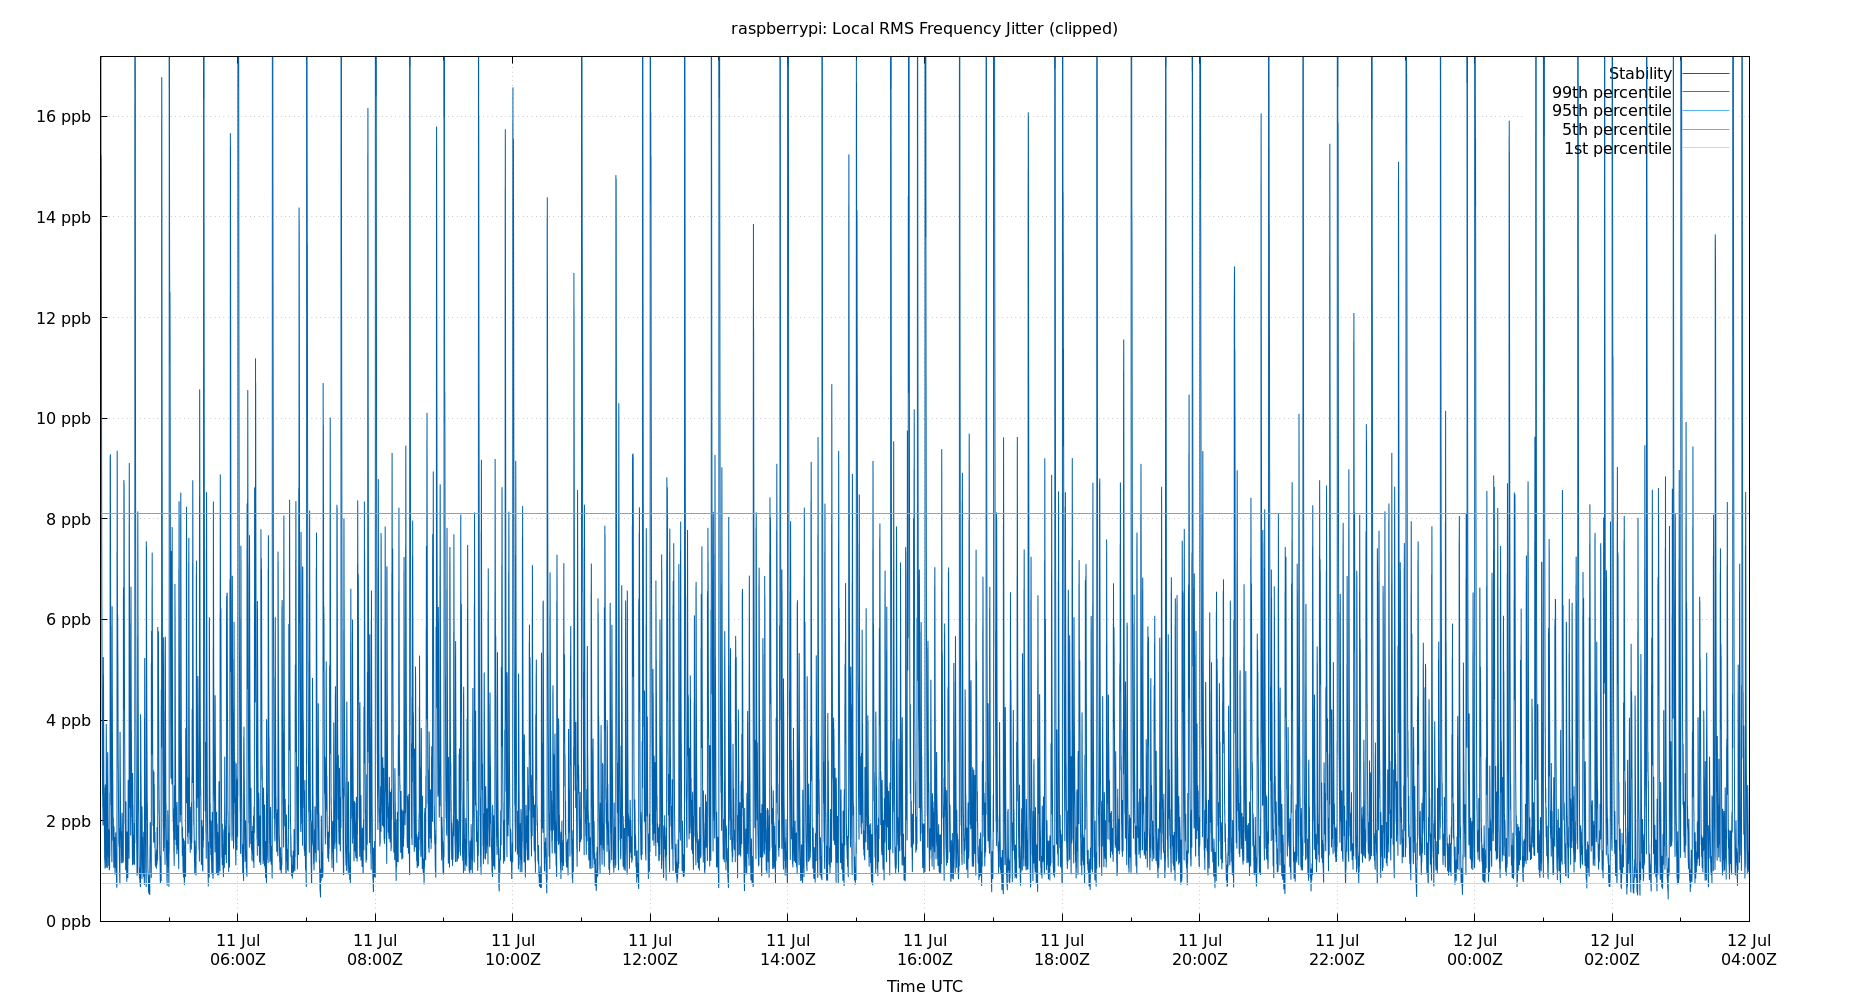 raspberrypi: Local RMS Frequency Jitter (clipped)
Stability
99th percentile
95th percentile
5th percentile
1st percentile
16 ppb
14 ppb
12 ppb
10 ppb
8 ppb
6 ppb
4 ppb
2 ppb
0 ppb
11 Jul 11 Jul 11 Jul 11 Jul 11 Jul 11 Jul 11 Jul 11 Jul 11 Jul 12 Jul 12 Jul 12 Jul
06:00Z 08:00Z 10:00Z 12:00Z 14:00Z 16:00Z 18:00Z 20:00Z 22:00Z 00:00Z 02:00Z 04:00Z
Time UTC